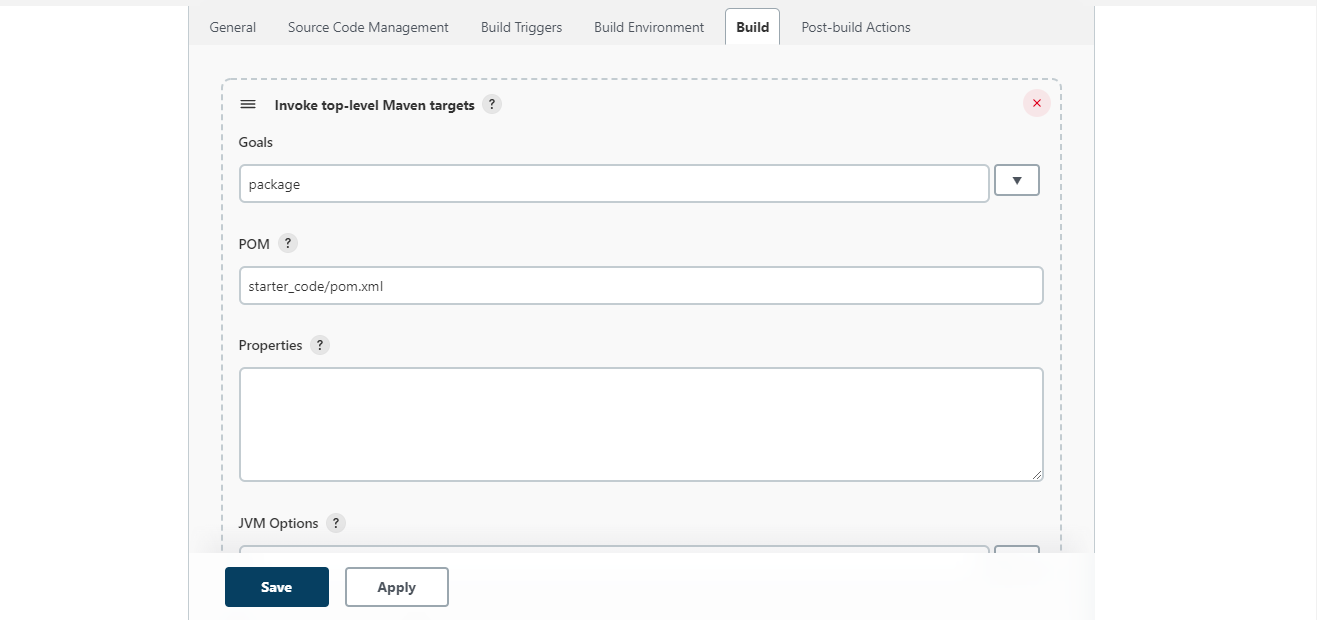 General Source Code Management Build Triggers Build Environment Build Post-build Actions
Invoke top-level Maven targets ?
Goals
package
POM ?
starter_code/pom.xml
Properties ?
JVM Options ?
Save Apply